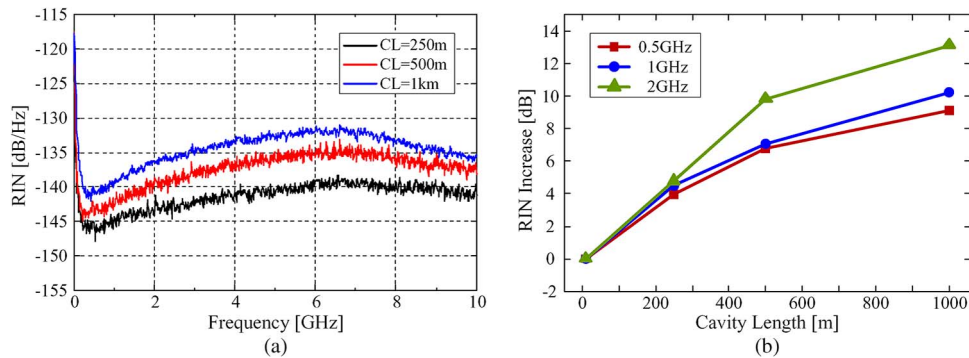 -115
-120
-125
-130
-135
-140
-145
-150
-155
RIN [dB/Hz]
CL=250m
CL=500m
CL=1km
0 2 4 6 8 10
Frequency [GHz]
(a)
14
12
10
8
6
4
2
0
-2
RIN Increase [dB]
0.5GHz
1GHz
2GHz
0 200 400 600 800 1000
Cavity Length [m]
(b)